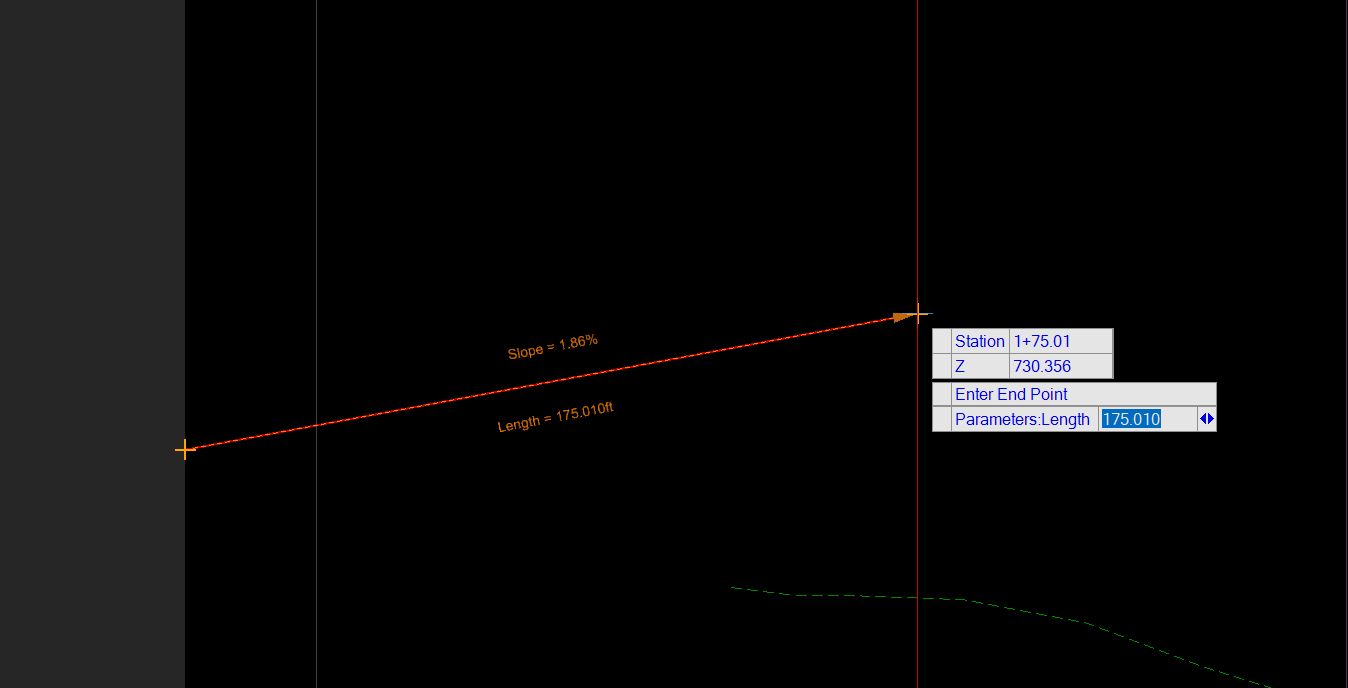 Slope = 1.86%
Length = 175.010ft
Station 1+75.01
Z 730.356
Enter End Point
Parameters:Length 175.010